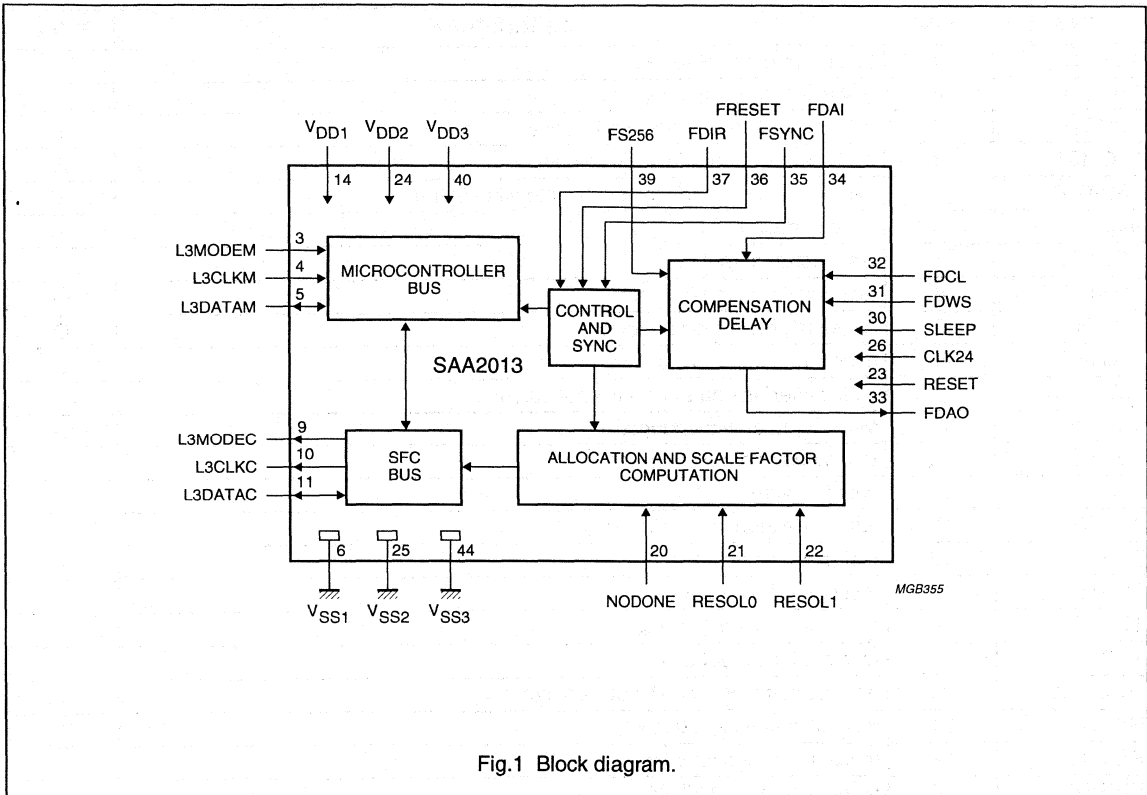 FRESET FDAI
VDD1 VDD2 VDD3 FS256 FDIR FSYNC
14 24 40 39 37 36 35 34
L3MODEM 3
L3CLKM 4
L3DATAM 5
MICROCONTROLLER
BUS
CONTROL
AND
SYNC
COMPENSATION
DELAY
32 FDCL
31 FDWS
30 SLEEP
26 CLK24
23 RESET
33 FDAO
SAA2013
L3MODEC 9
L3CLKC 10
L3DATAC 11
SFC
BUS
ALLOCATION AND SCALE FACTOR
COMPUTATION
6 25 44 20 21 22
VSS1 VSS2 VSS3 NODONE RESOL0 RESOL1
MGB355
Fig.1 Block diagram.